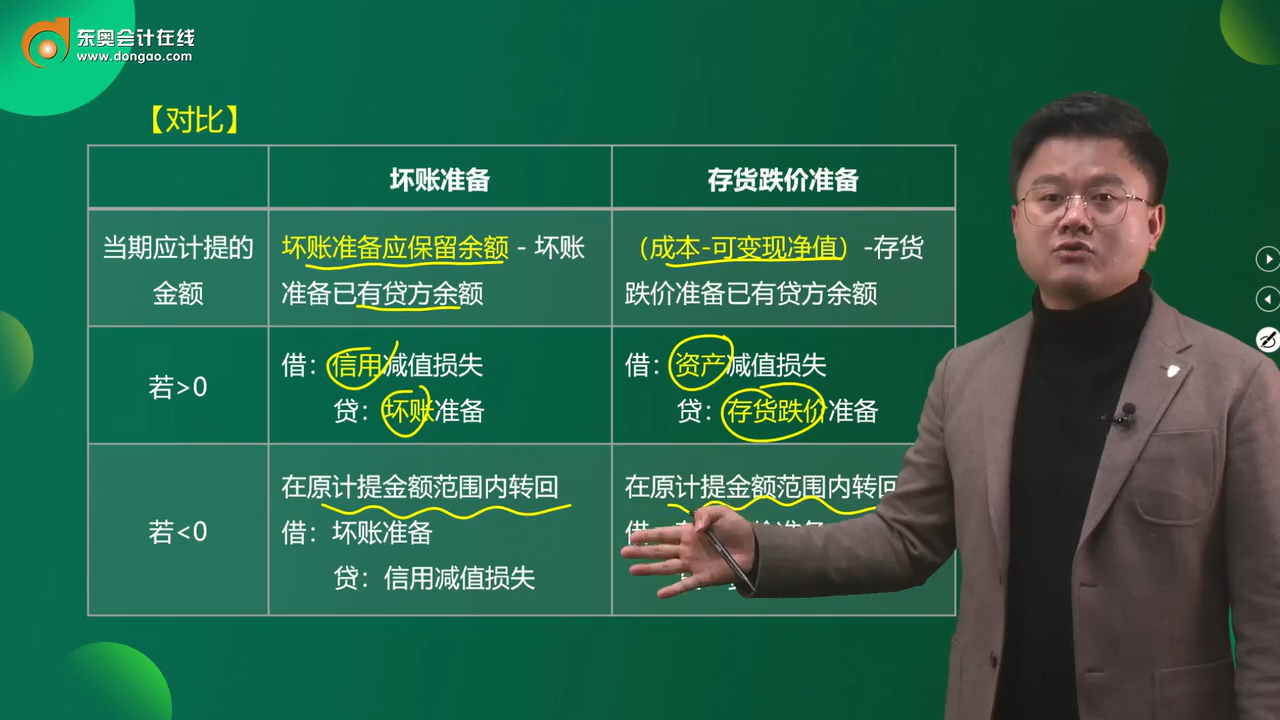 东奥会计在线
www.dongao.com
【对比】
坏账准备
存货跌价准备
当期应计提的
金额
坏账准备应保留余额 - 坏账
准备已有贷方余额
（成本-可变现净值）-存货
跌价准备已有贷方余额
若>0
借：信用减值损失
贷：坏账准备
借：资产减值损失
贷：存货跌价准备
若<0
在原计提金额范围内转回
借：坏账准备
贷：信用减值损失
在原计提金额范围内转回
借：